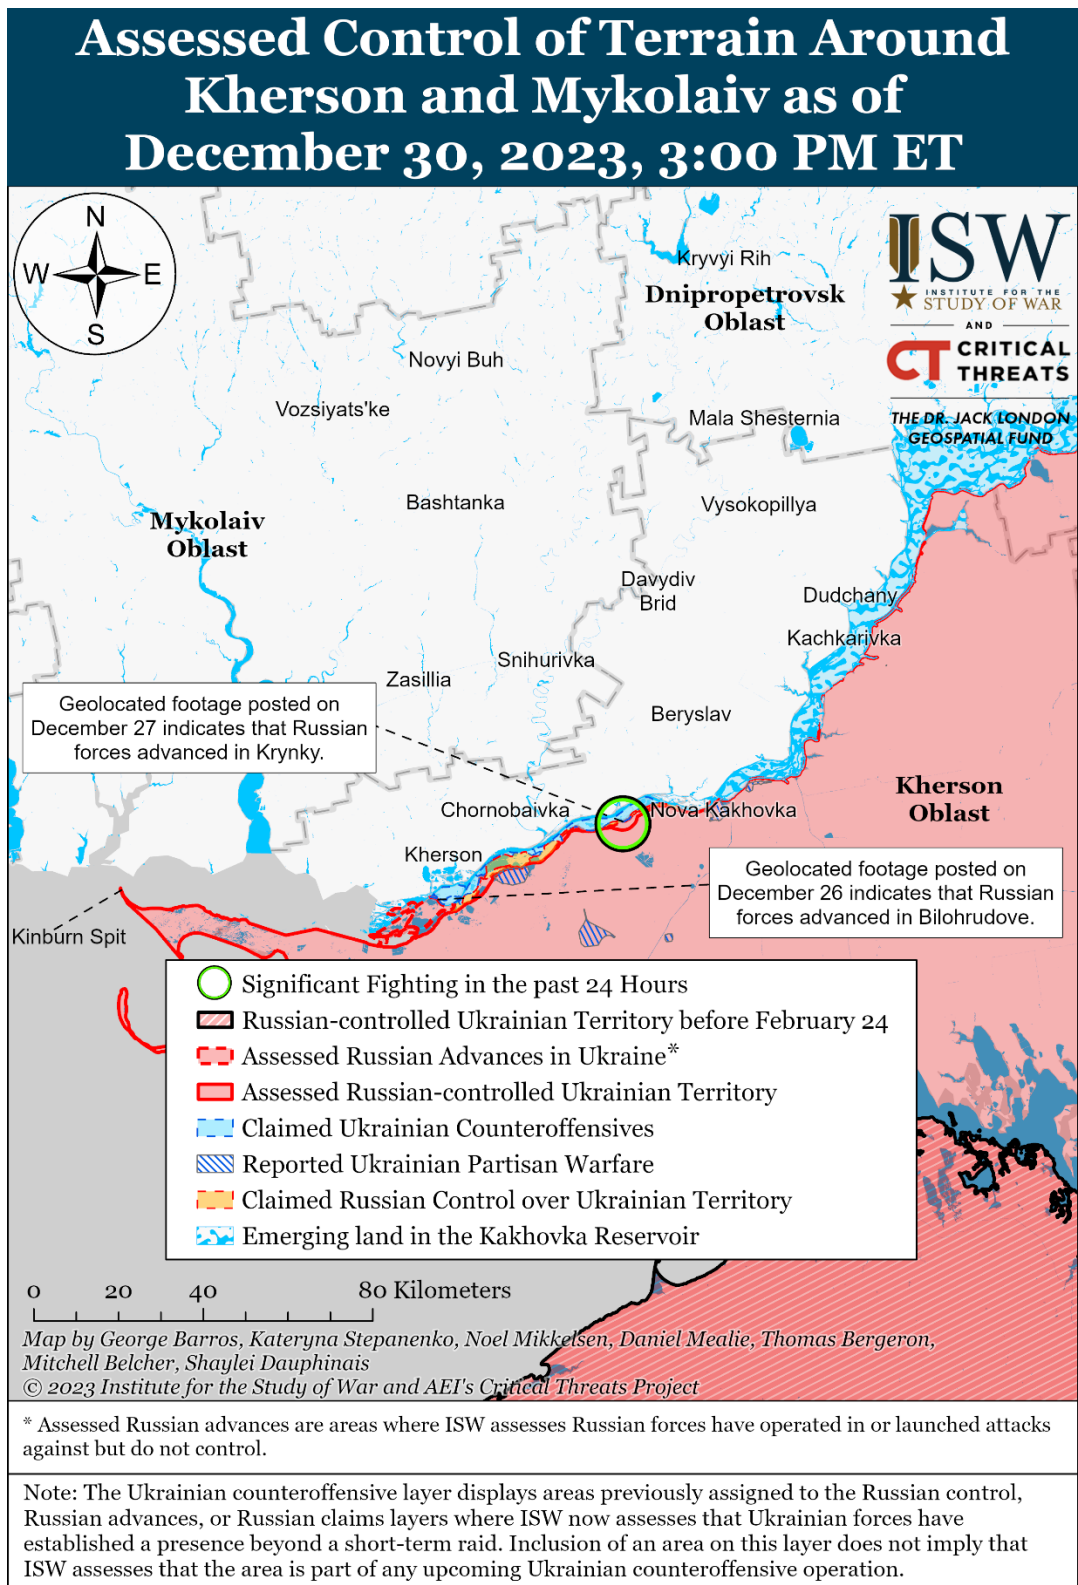 Assessed Control of Terrain Around
Kherson and Mykolaiv as of
December 30, 2023, 3:00 PM ET
N
W E
S
ISW
INSTITUTE FOR THE
STUDY OF WAR
AND
CT CRITICAL
THREATS
THE DR. JACK LONDON
GEOSPATIAL FUND
Kryvyi Rih
Dnipropetrovsk
Oblast
Novyi Buh
Vozsiyats'ke
Mala Shesternia
Bashtanka
Vysokopillya
Mykolaiv
Oblast
Davydiv
Brid
Dudchany
Kachkarivka
Snihurivka
Zasillia
Geolocated footage posted on
December 27 indicates that Russian
forces advanced in Krynky.
Beryslav
Kherson
Oblast
Chornobaivka
Nova Kakhovka
Kherson
Geolocated footage posted on
December 26 indicates that Russian
forces advanced in Bilohrudove.
Kinburn Spit
Significant Fighting in the past 24 Hours
Russian-controlled Ukrainian Territory before February 24
Assessed Russian Advances in Ukraine*
Assessed Russian-controlled Ukrainian Territory
Claimed Ukrainian Counteroffensives
Reported Ukrainian Partisan Warfare
Claimed Russian Control over Ukrainian Territory
Emerging land in the Kakhovka Reservoir
0 20 40 80 Kilometers
Map by George Barros, Kateryna Stepanenko, Noel Mikkelsen, Daniel Mealie, Thomas Bergeron,
Mitchell Belcher, Shaylei Dauphinais
© 2023 Institute for the Study of War and AEI's Critical Threats Project
* Assessed Russian advances are areas where ISW assesses Russian forces have operated in or launched attacks
against but do not control.
Note: The Ukrainian counteroffensive layer displays areas previously assigned to the Russian control,
Russian advances, or Russian claims layers where ISW now assesses that Ukrainian forces have
established a presence beyond a short-term raid. Inclusion of an area on this layer does not imply that
ISW assesses that the area is part of any upcoming Ukrainian counteroffensive operation.